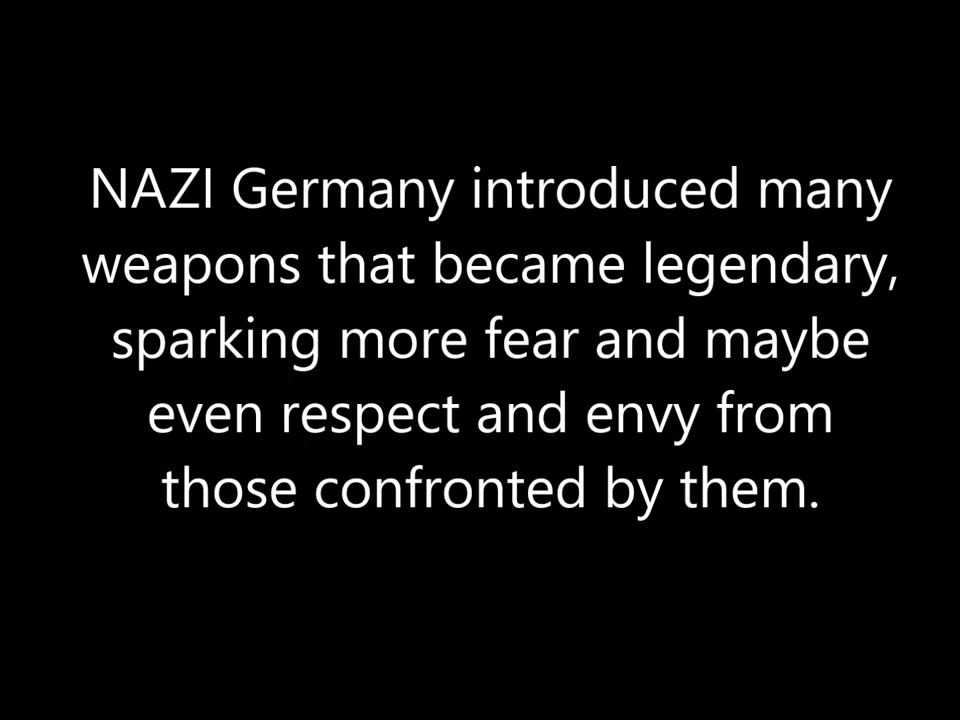 NAZI Germany introduced many
weapons that became legendary,
sparking more fear and maybe
even respect and envy from
those confronted by them.